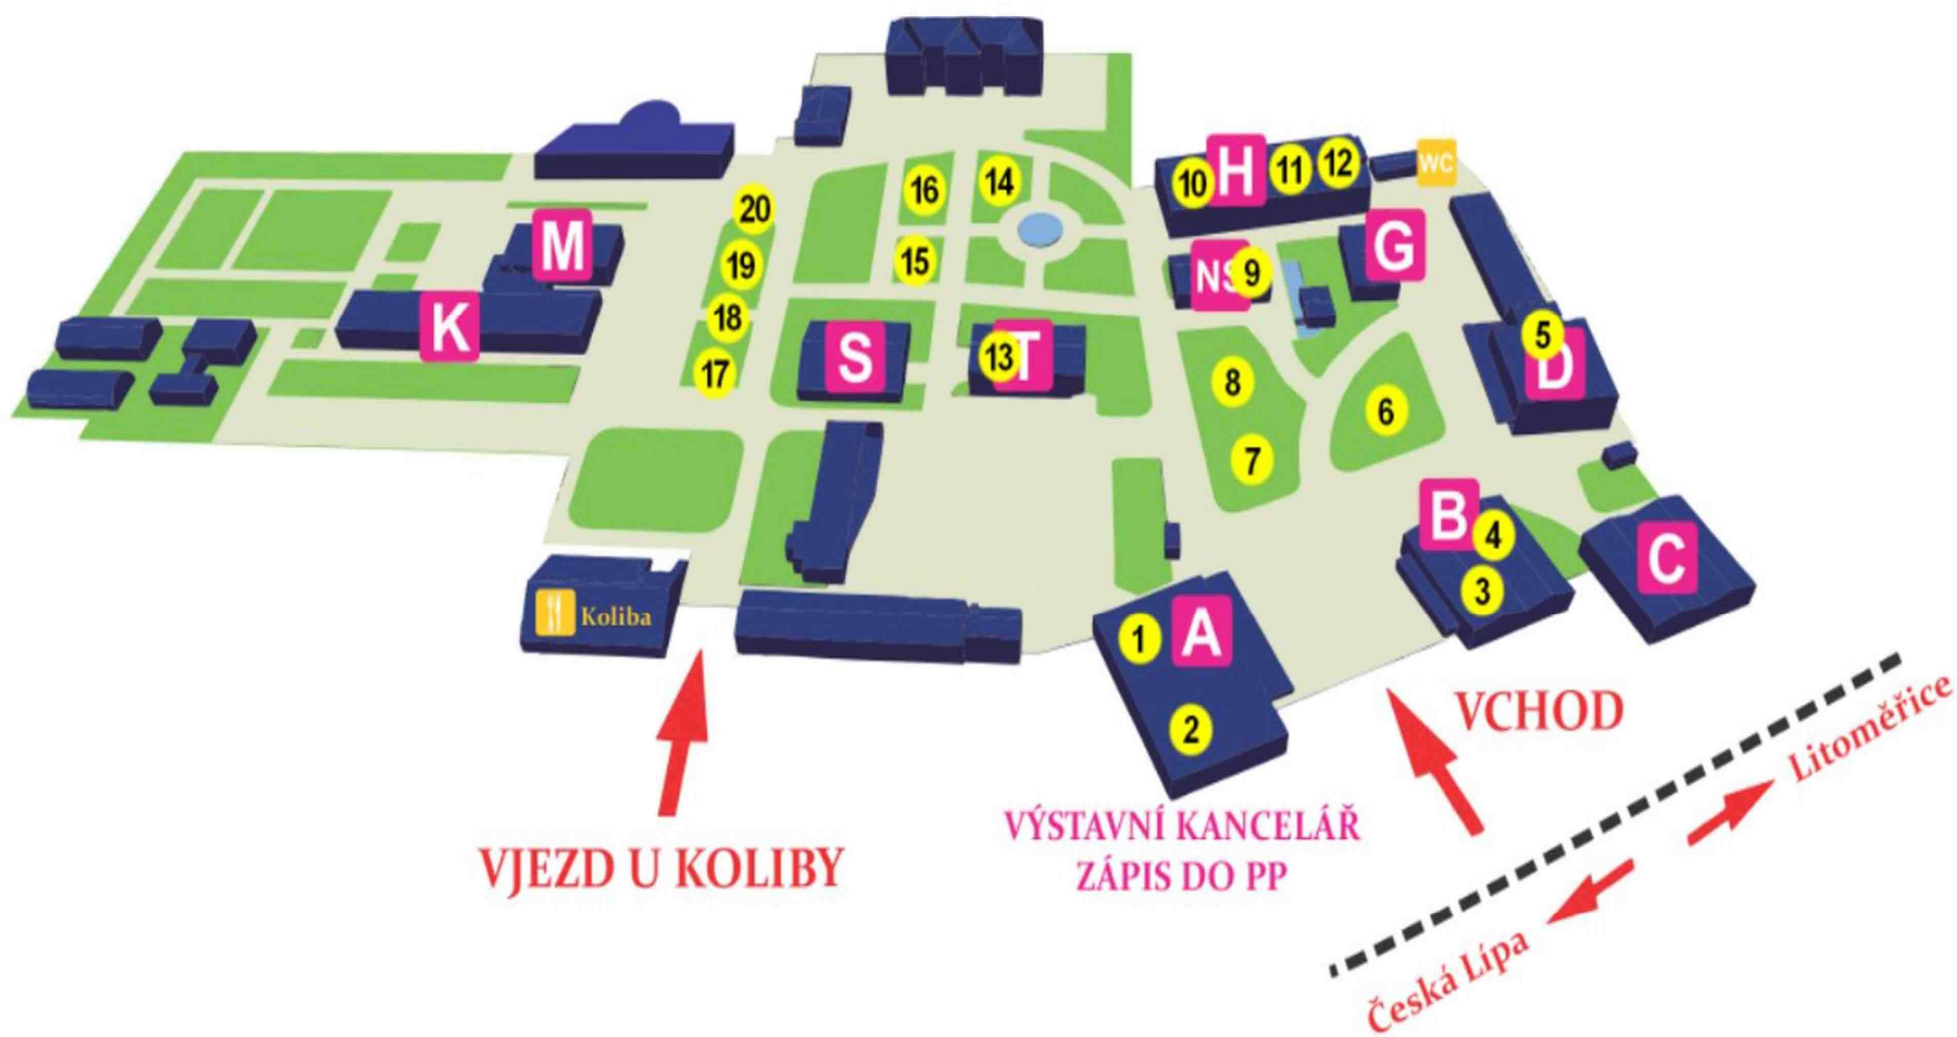 10
H
11
12
WC
16
14
20
M
NS
9
G
19
15
K
18
S
13
T
5
D
17
8
6
7
B
4
C
3
Koliba
1
A
2
VCHOD
Litoměřice
VÝSTAVNÍ KANCELÁŘ
ZÁPIS DO PP
VJEZD U KOLIBY
Česká Lípa